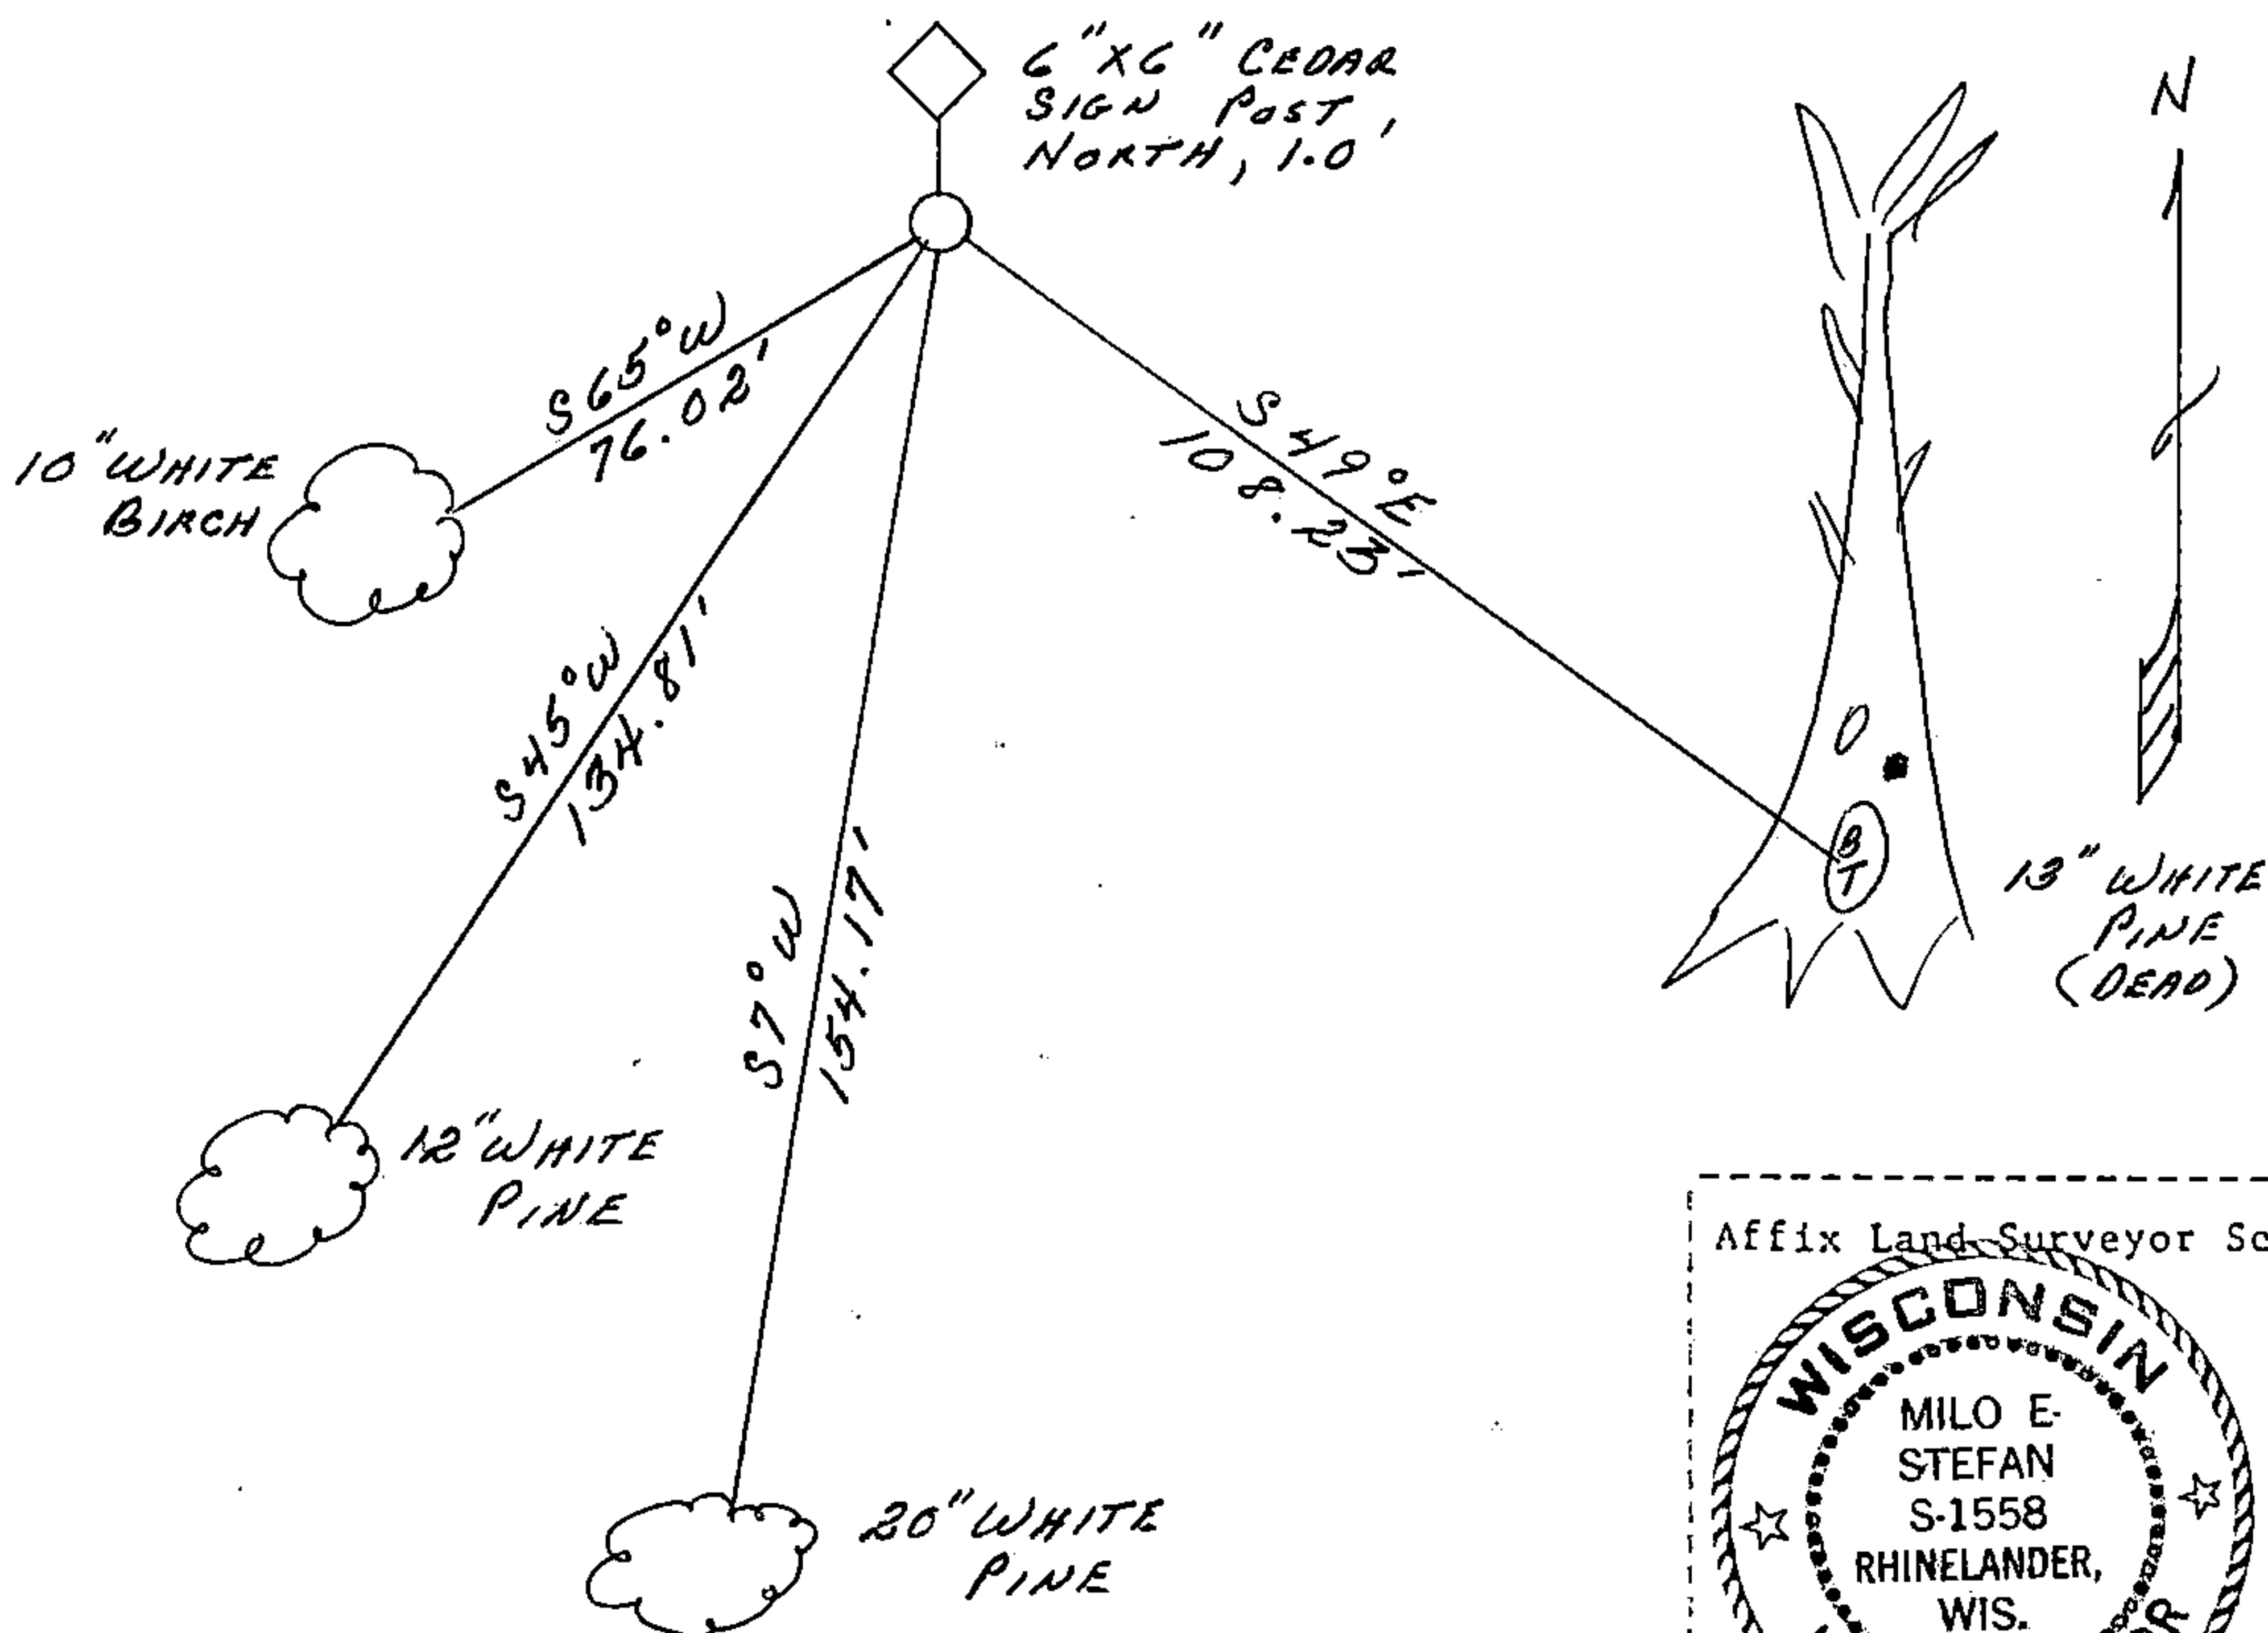 6"X6" CEDAR
SIGN POST
NORTH, 1.0'
N
S65°W
76.02'
S49°E
108.23'
10" WHITE
BIRCH
S45°W
134.81'
S7°W
154.17'
B
T
13" WHITE
PINE
(DEAD)
12" WHITE
PINE
20" WHITE
PINE
Affix Land Surveyor
WISCONSIN
MILO E.
STEFAN
S-1558
RHINELANDER,
WIS.